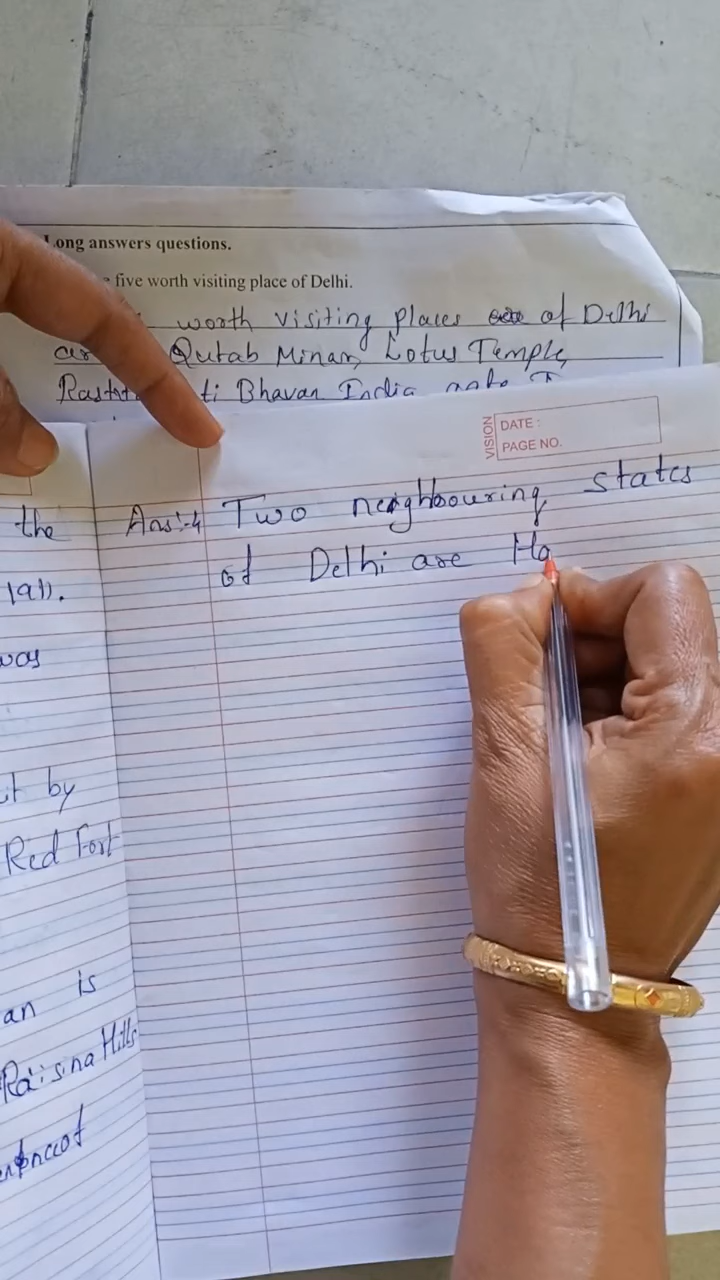 Long answers questions.
five worth visiting place of Delhi.
worth visiting places of Delhi
Qutab Minar, Lotus Temple,
Bhavan India
VISION
DATE :
PAGE NO.
the
1911.
was
by
Red Fort
is
Raisina Hills
Ans:-4 Two neighbouring states
of Delhi are Ha